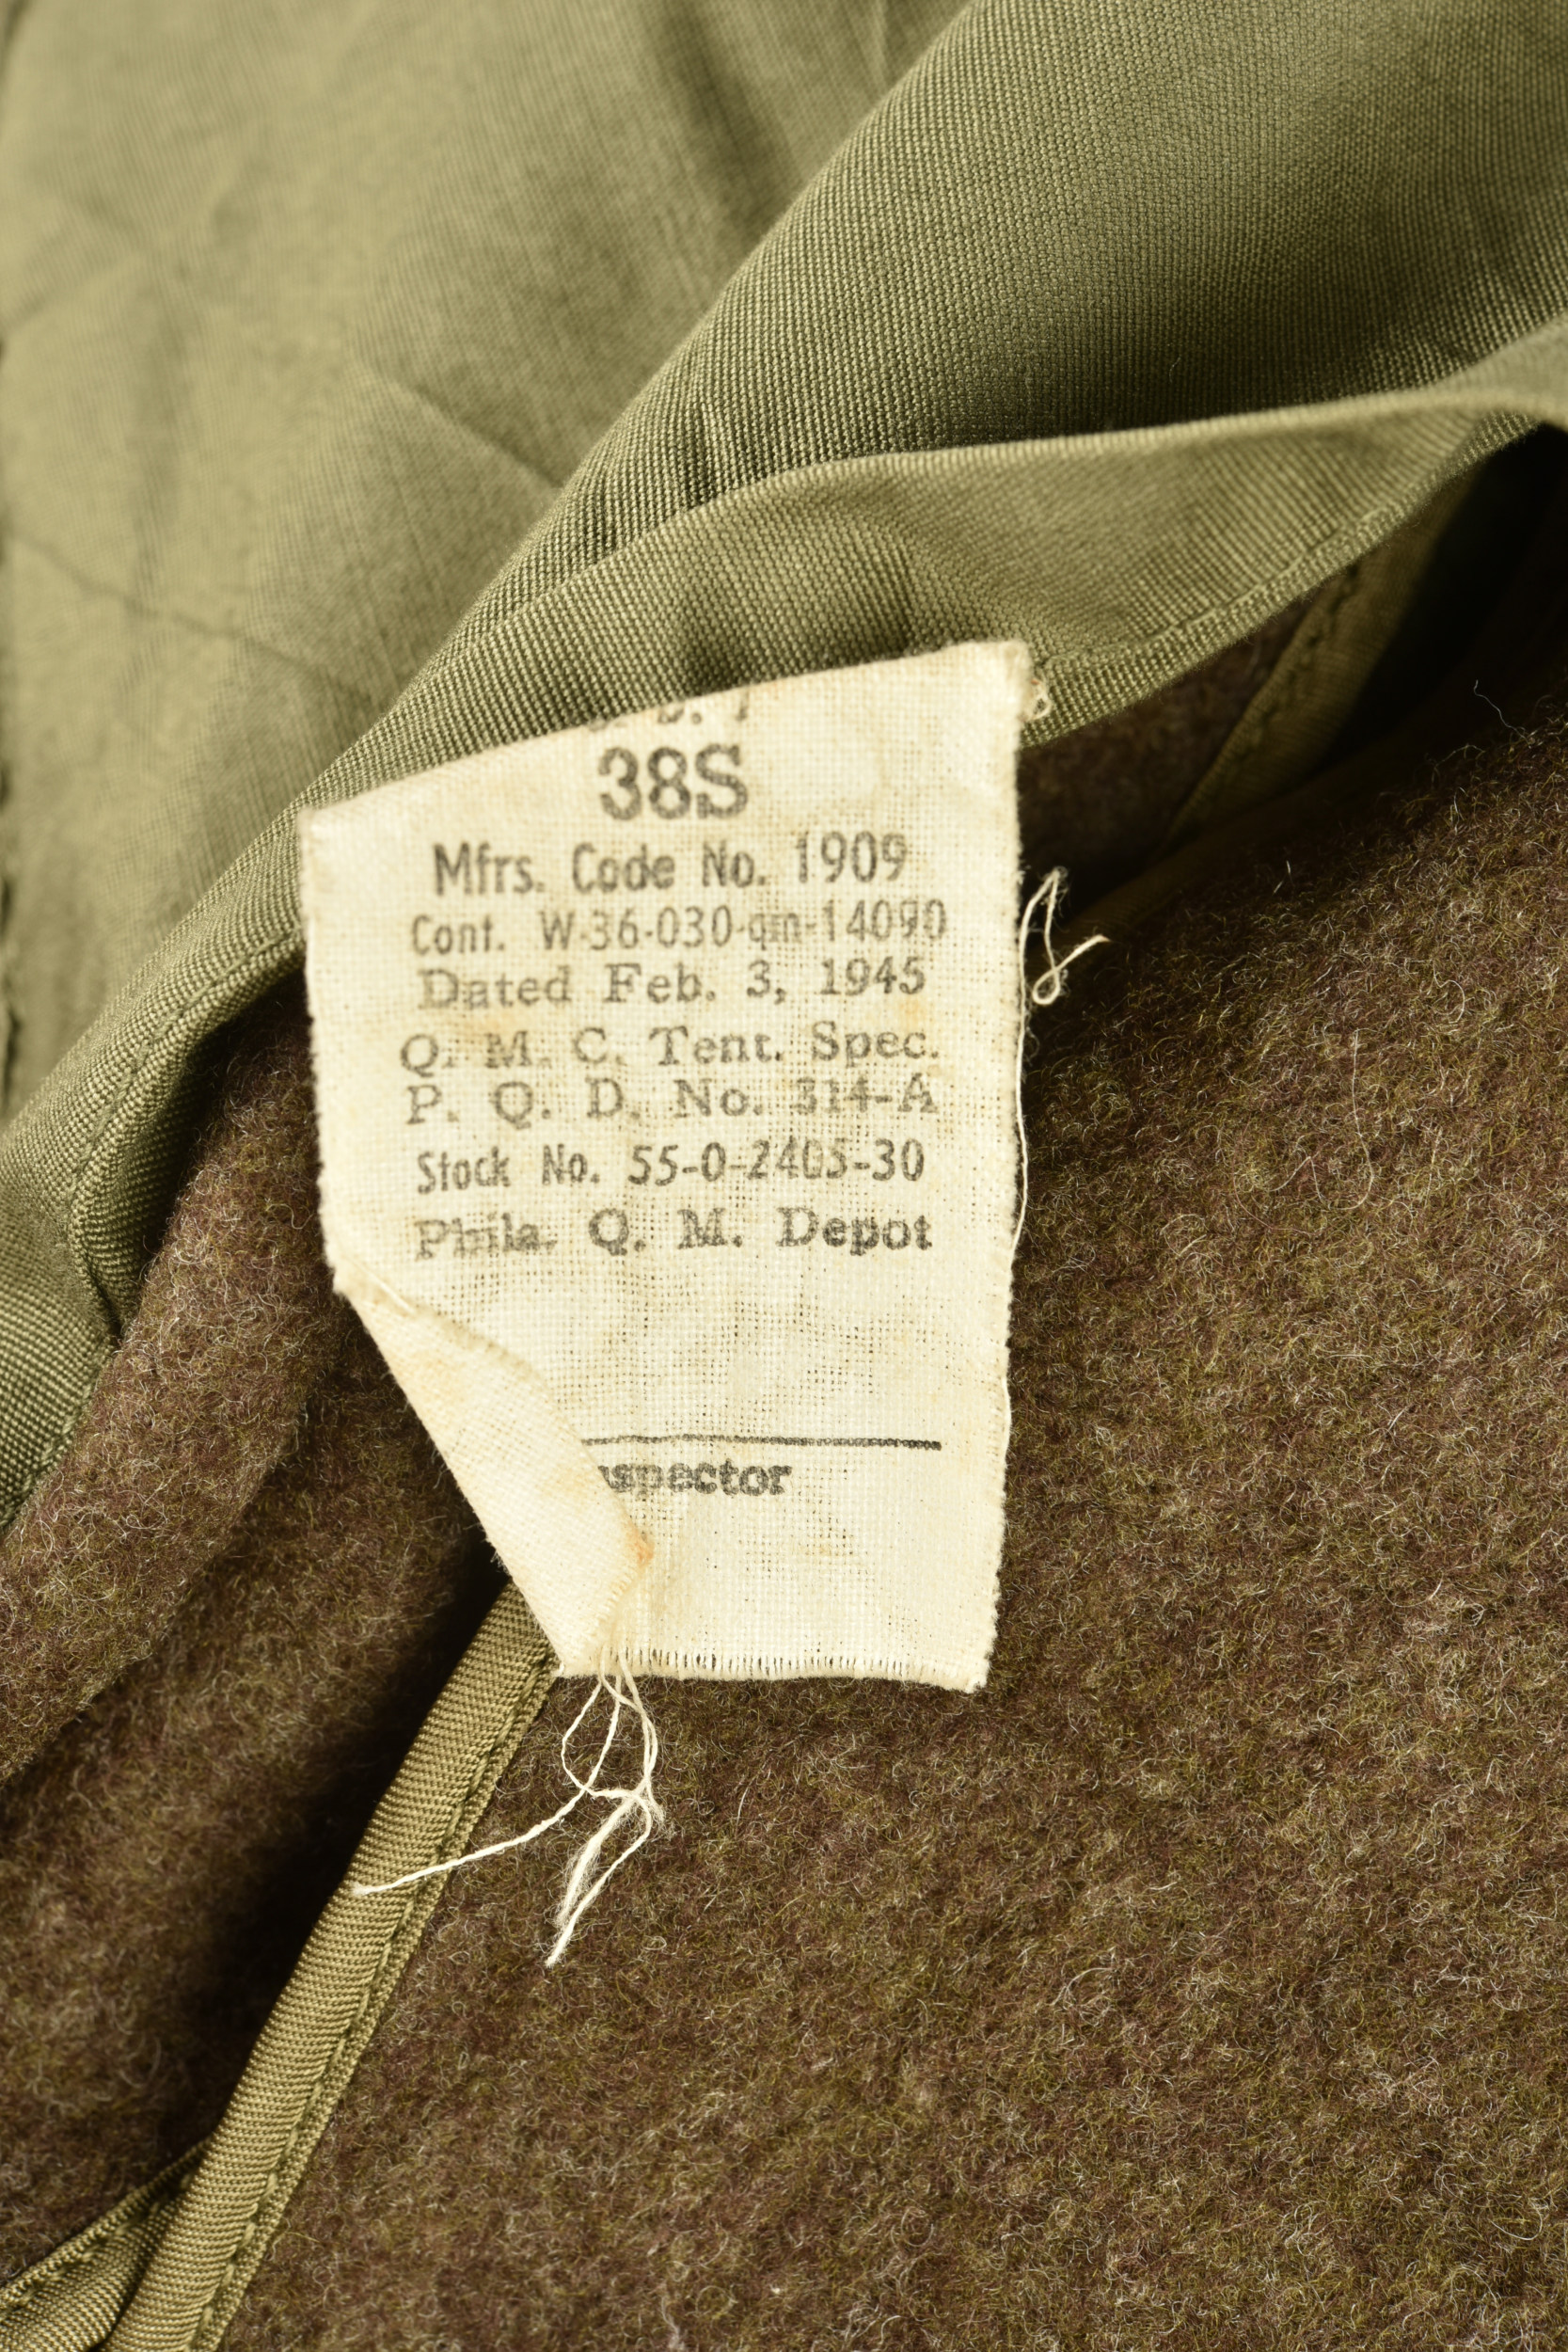 38S
Mfrs. Code No. 1909
Cont. W-36-030-qm-14090
Dated Feb. 3, 1945
Q. M. C. Tent. Spec.
P. Q. D. No. 314-A
Stock No. 55-0-2405-30
Phila. Q. M. Depot
nspector